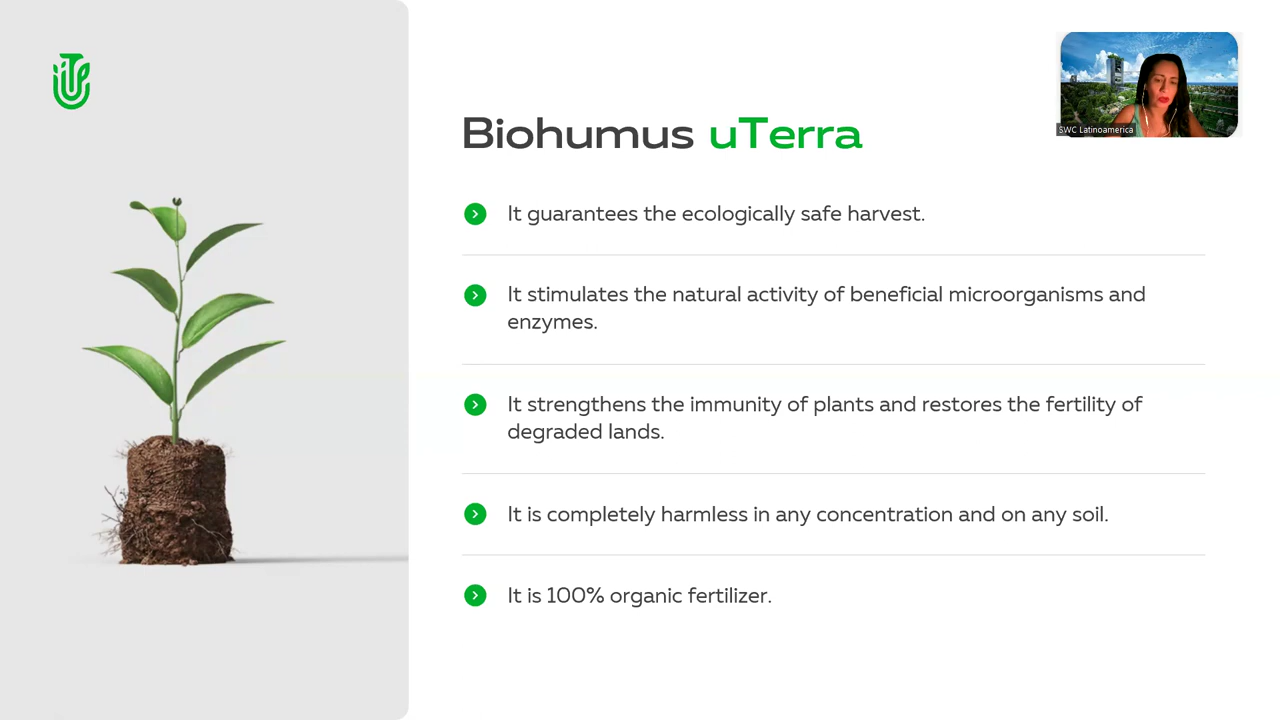 SWC Latinoamerica
Biohumus uTerra
It guarantees the ecologically safe harvest.
It stimulates the natural activity of beneficial microorganisms and
enzymes.
It strengthens the immunity of plants and restores the fertility of
degraded lands.
It is completely harmless in any concentration and on any soil.
It is 100% organic fertilizer.